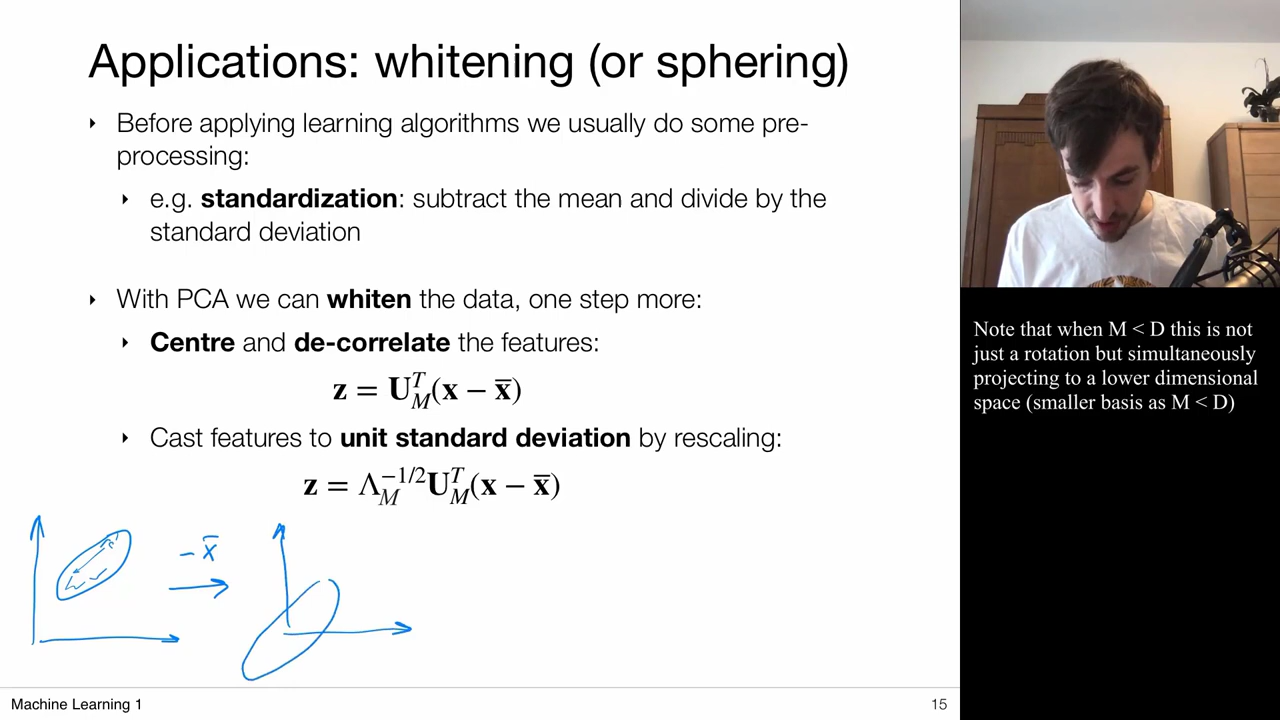 Applications: whitening (or sphering)
‣ Before applying learning algorithms we usually do some pre-
processing:
‣ e.g. standardization: subtract the mean and divide by the
standard deviation
‣ With PCA we can whiten the data, one step more:
‣ Centre and de-correlate the features:
𝐳 = 𝐔_M^T(𝐱 − x̄)
‣ Cast features to unit standard deviation by rescaling:
𝐳 = Λ_M^{−1/2}𝐔_M^T(𝐱 − x̄)
− x̄
Machine Learning 1
15
Note that when M < D this is not
just a rotation but simultaneously
projecting to a lower dimensional
space (smaller basis as M < D)